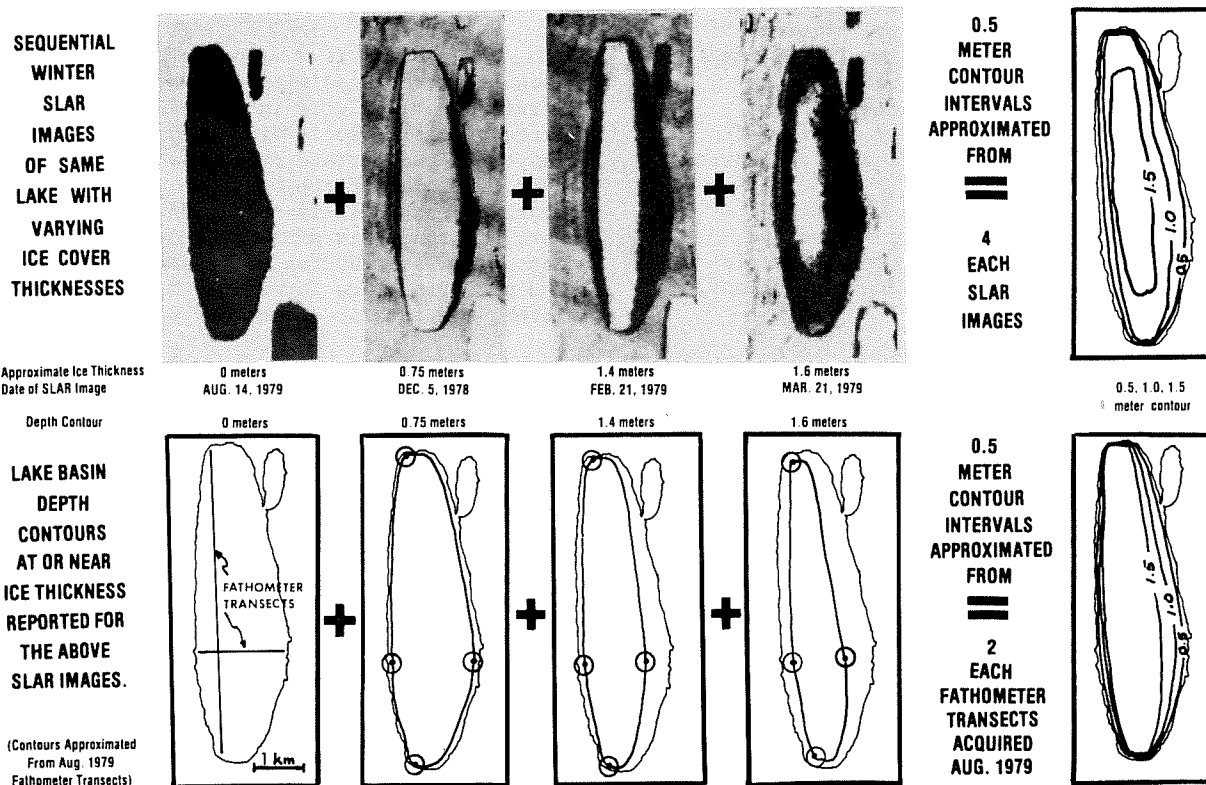 SEQUENTIAL
WINTER
SLAR
IMAGES
OF SAME
LAKE WITH
VARYING
ICE COVER
THICKNESSES
+
+
+
0.5
METER
CONTOUR
INTERVALS
APPROXIMATED
FROM
=
4
EACH
SLAR
IMAGES
1.5
1.0
0.5
Approximate Ice Thickness
Date of SLAR Image
0 meters
AUG. 14, 1979
0.75 meters
DEC. 5, 1978
1.4 meters
FEB. 21, 1979
1.6 meters
MAR. 21, 1979
0.5, 1.0, 1.5
meter contour
Depth Contour
0 meters
0.75 meters
1.4 meters
1.6 meters
LAKE BASIN
DEPTH
CONTOURS
AT OR NEAR
ICE THICKNESS
REPORTED FOR
THE ABOVE
SLAR IMAGES.
(Contours Approximated
From Aug. 1979
Fathometer Transects)
FATHOMETER
TRANSECTS
1 km
+
+
+
0.5
METER
CONTOUR
INTERVALS
APPROXIMATED
FROM
=
2
EACH
FATHOMETER
TRANSECTS
ACQUIRED
AUG. 1979
1.5
1.0
0.5